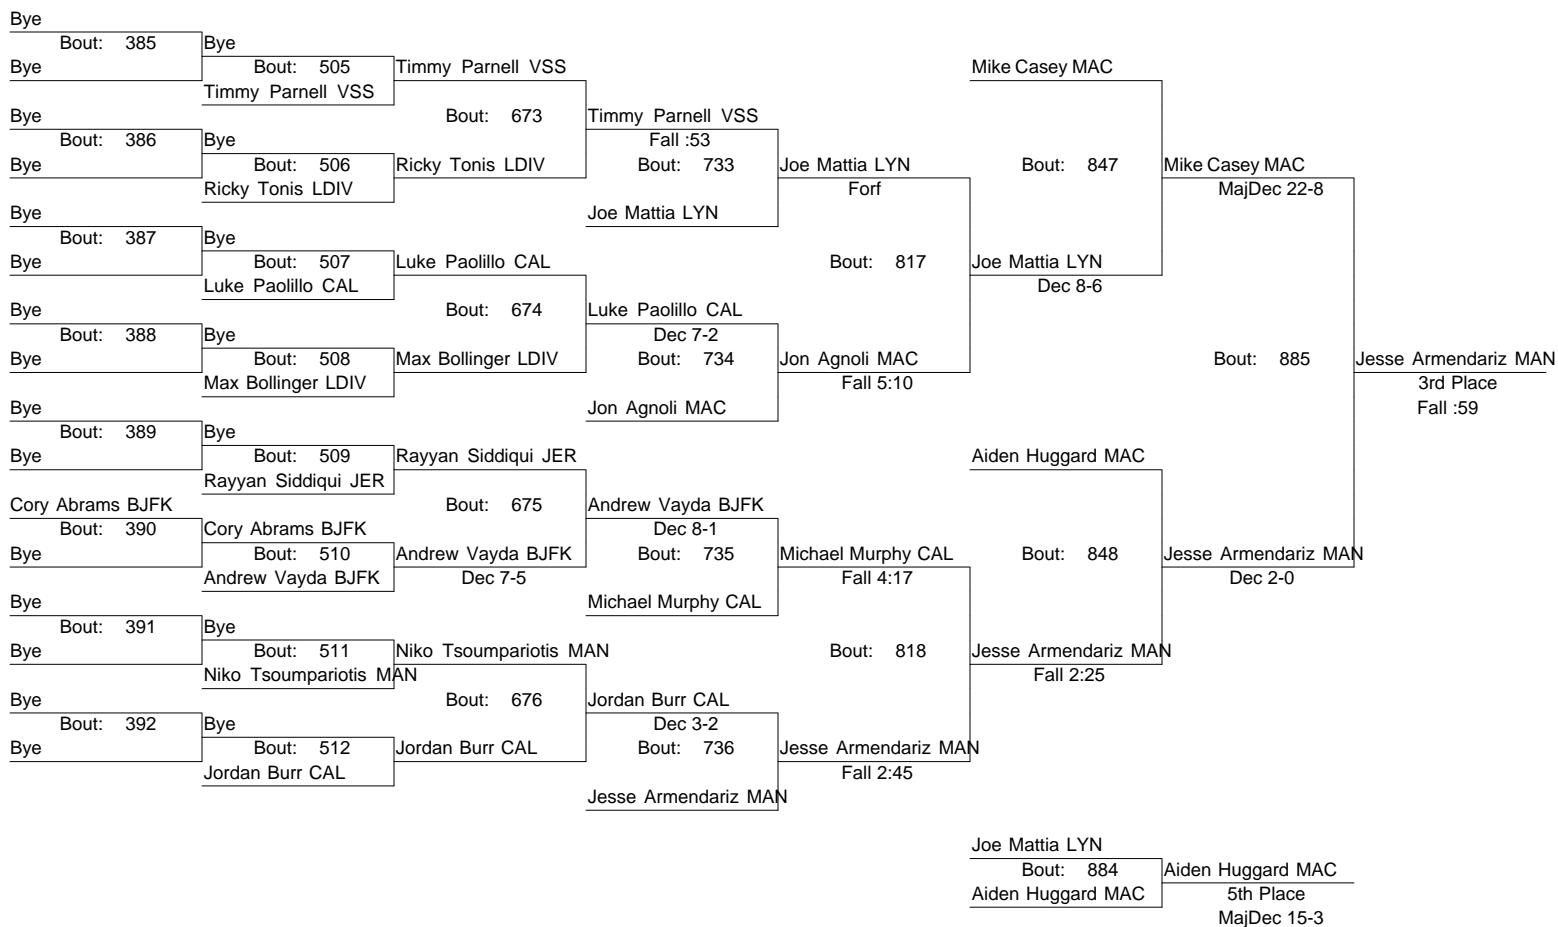 Bye
Bout: 385 Bye
Bye Bout: 505 Timmy Parnell VSS Mike Casey MAC
Timmy Parnell VSS
Bye Bout: 673 Timmy Parnell VSS
Bout: 386 Bye Fall :53
Bye Bout: 506 Ricky Tonis LDIV Bout: 733 Joe Mattia LYN Bout: 847 Mike Casey MAC
Ricky Tonis LDIV Forf MajDec 22-8
Bye Joe Mattia LYN
Bout: 387 Bye
Bye Bout: 507 Luke Paolillo CAL Bout: 817 Joe Mattia LYN
Luke Paolillo CAL Dec 8-6
Bye Bout: 674 Luke Paolillo CAL
Bout: 388 Bye Dec 7-2
Bye Bout: 508 Max Bollinger LDIV Bout: 734 Jon Agnoli MAC Bout: 885 Jesse Armendariz MAN
Max Bollinger LDIV Fall 5:10 3rd Place
Bye Jon Agnoli MAC Fall :59
Bout: 389 Bye
Bye Bout: 509 Rayyan Siddiqui JER Aiden Huggard MAC
Rayyan Siddiqui JER
Cory Abrams BJFK Bout: 675 Andrew Vayda BJFK
Bout: 390 Cory Abrams BJFK Dec 8-1
Bye Bout: 510 Andrew Vayda BJFK Bout: 735 Michael Murphy CAL Bout: 848 Jesse Armendariz MAN
Andrew Vayda BJFK Dec 7-5 Fall 4:17 Dec 2-0
Bye Michael Murphy CAL
Bout: 391 Bye
Bye Bout: 511 Niko Tsoumpariotis MAN Bout: 818 Jesse Armendariz MAN
Niko Tsoumpariotis MAN Fall 2:25
Bye Bout: 676 Jordan Burr CAL
Bout: 392 Bye Dec 3-2
Bye Bout: 512 Jordan Burr CAL Bout: 736 Jesse Armendariz MAN
Jordan Burr CAL Fall 2:45
Jesse Armendariz MAN
Joe Mattia LYN
Bout: 884 Aiden Huggard MAC
Aiden Huggard MAC 5th Place
MajDec 15-3